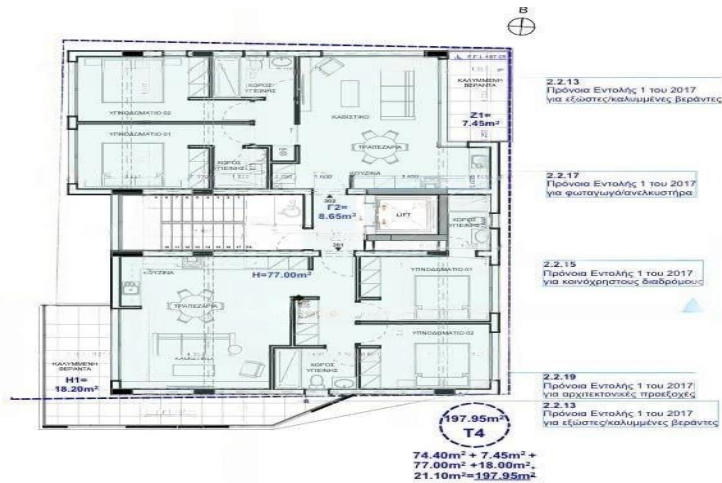 B
ΚΑΛΥΜΜΕΝΗ
ΒΕΡΑΝΤΑ
Z1=
7.45m²
ΧΩΡΟΣ
ΥΓΙΕΙΝΗΣ
ΥΠΝΟΔΩΜΑΤΙΟ 02
ΚΑΘΙΣΤΙΚΟ
ΥΠΝΟΔΩΜΑΤΙΟ 01
ΤΡΑΠΕΖΑΡΙΑ
ΧΩΡΟΣ
ΥΓΙΕΙΝΗΣ
ΚΟΥΖΙΝΑ
302
Γ2=
8.65m²
LIFT
ΧΩΡΟΣ
ΥΓΙΕΙΝΗΣ
301
ΚΟΥΖΙΝΑ
H=77.00m²
ΥΠΝΟΔΩΜΑΤΙΟ 01
ΤΡΑΠΕΖΑΡΙΑ
ΥΠΝΟΔΩΜΑΤΙΟ 02
ΚΑΛΥΜΜΕΝΗ
ΒΕΡΑΝΤΑ
H1=
18.20m²
ΧΩΡΟΣ
ΥΓΙΕΙΝΗΣ
2.2.13
Πρόνοια Εντολής 1 του 2017
για εξώστες/καλυμμένες βεράντες
2.2.17
Πρόνοια Εντολής 1 του 2017
για φωταγωγό/ανελκυστήρα
2.2.15
Πρόνοια Εντολής 1 του 2017
για κοινόχρηστους διαδρόμους
2.2.19
Πρόνοια Εντολής 1 του 2017
για αρχιτεκτονικές προεξοχές
2.2.13
Πρόνοια Εντολής 1 του 2017
για εξώστες/καλυμμένες βεράντες
197.95m²
T4
74.40m² + 7.45m² +
77.00m² +18.00m²,
21.10m²=197.95m²